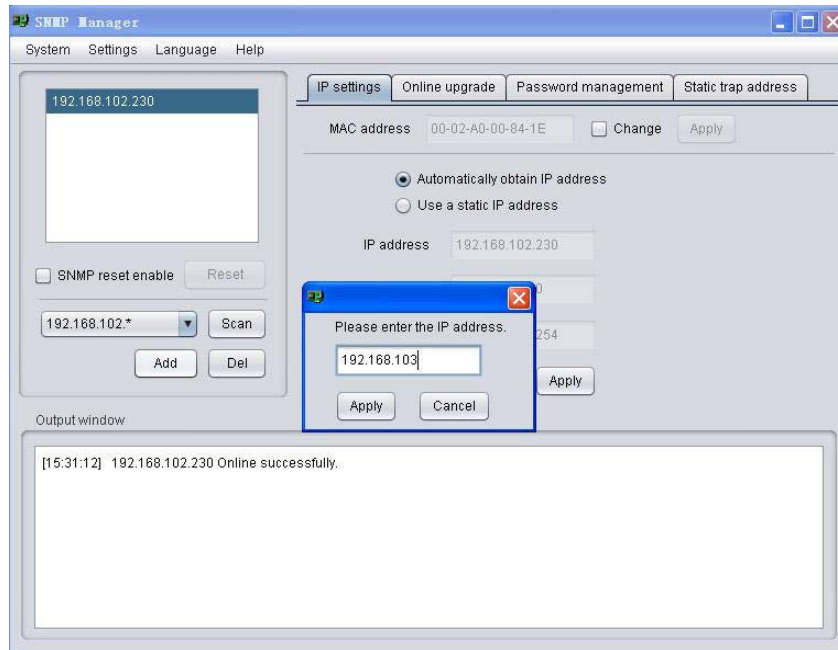 SNMP Manager
System Settings Language Help
192.168.102.230
SNMP reset enable Reset
192.168.102.* Scan
Add Del
IP settings Online upgrade Password management Static trap address
MAC address 00-02-A0-00-84-1E Change Apply
Automatically obtain IP address
Use a static IP address
IP address 192.168.102.230
0
254
Apply
Please enter the IP address.
192.168.103
Apply Cancel
Output window
[15:31:12] 192.168.102.230 Online successfully.